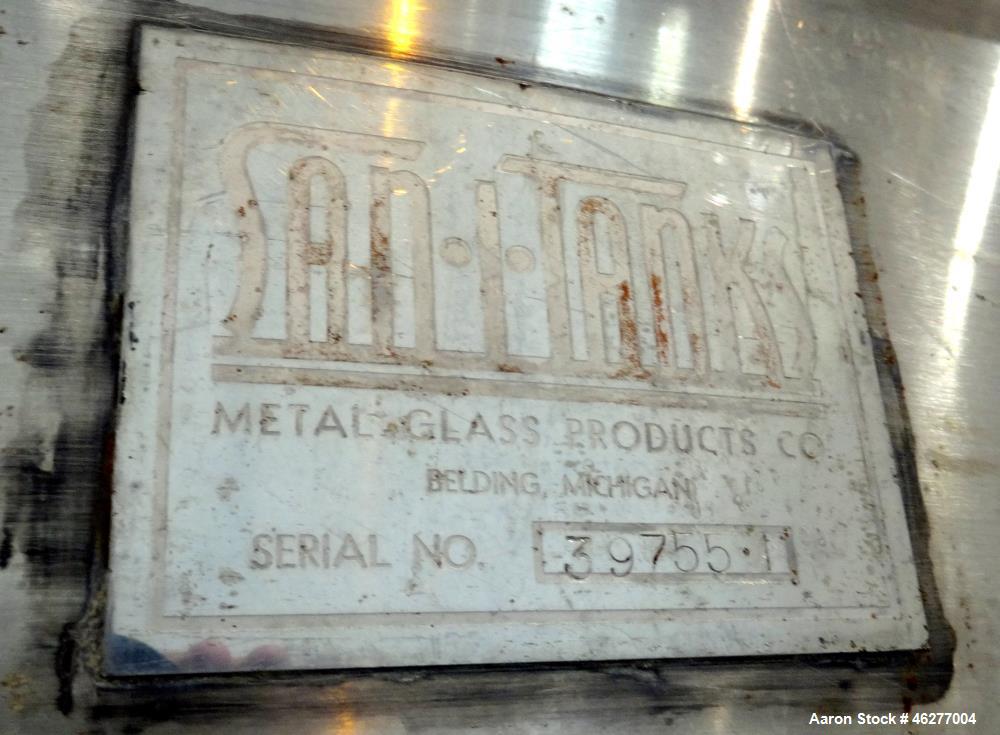 SAN·I·TANKS
METAL-GLASS PRODUCTS CO
BELDING, MICHIGAN
SERIAL NO. 39755·1
Aaron Stock # 46277004